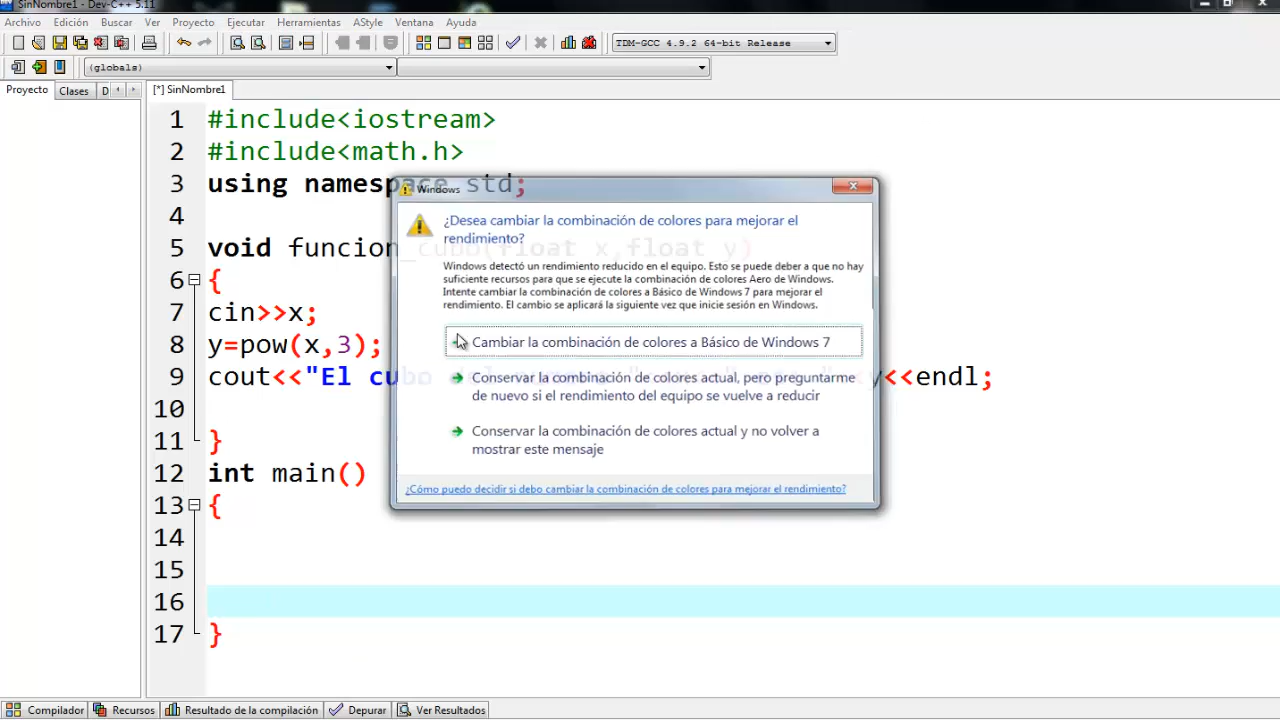 SinNombre1 - Dev-C++ 5.11
Archivo Edición Buscar Ver Proyecto Ejecutar Herramientas AStyle Ventana Ayuda
TDM-GCC 4.9.2 64-bit Release
(globals)
Proyecto Clases D [*] SinNombre1
1 #include<iostream>
2 #include<math.h>
3 using namespace std;
4
5 void funcion_cubo(float x,float y)
6 {
7 cin>>x;
8 y=pow(x,3);
9 cout<<"El cubo y<<endl;
10
11 }
12 int main()
13 {
14
15
16
17 }
Windows
¿Desea cambiar la combinación de colores para mejorar el
rendimiento?
Windows detectó un rendimiento reducido en el equipo. Esto se puede deber a que no hay
suficiente recursos para que se ejecute la combinación de colores Aero de Windows.
Intente cambiar la combinación de colores a Básico de Windows 7 para mejorar el
rendimiento. El cambio se aplicará la siguiente vez que inicie sesión en Windows.
Cambiar la combinación de colores a Básico de Windows 7
Conservar la combinación de colores actual, pero preguntarme
de nuevo si el rendimiento del equipo se vuelve a reducir
Conservar la combinación de colores actual y no volver a
mostrar este mensaje
¿Cómo puedo decidir si debo cambiar la combinación de colores para mejorar el rendimiento?
Compilador Recursos Resultado de la compilación Depurar Ver Resultados